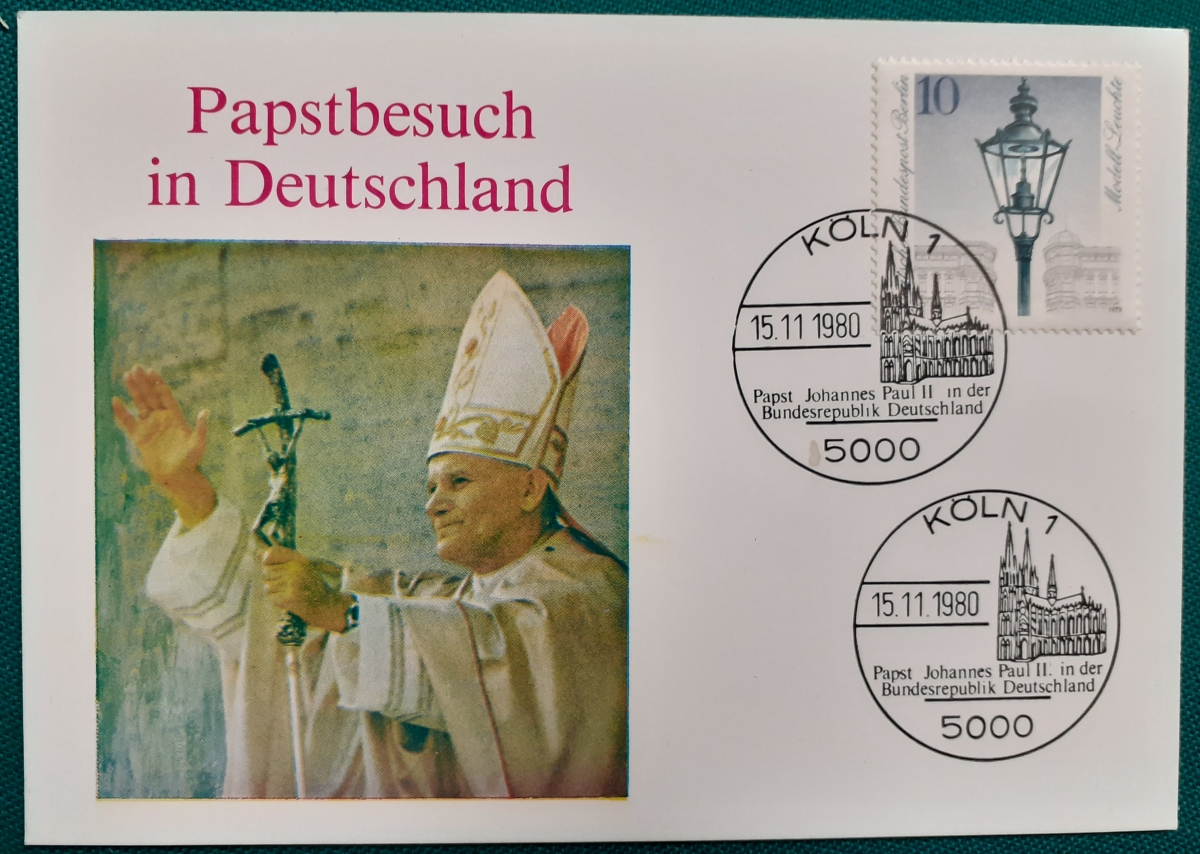 Papstbesuch
in Deutschland
10
Bundespost Berlin
Modell-Leuchte
KÖLN 1
15.11 1980
Papst Johannes Paul II in der
Bundesrepublik Deutschland
5000
KÖLN 1
15.11.1980
Papst Johannes Paul II. in der
Bundesrepublik Deutschland
5000